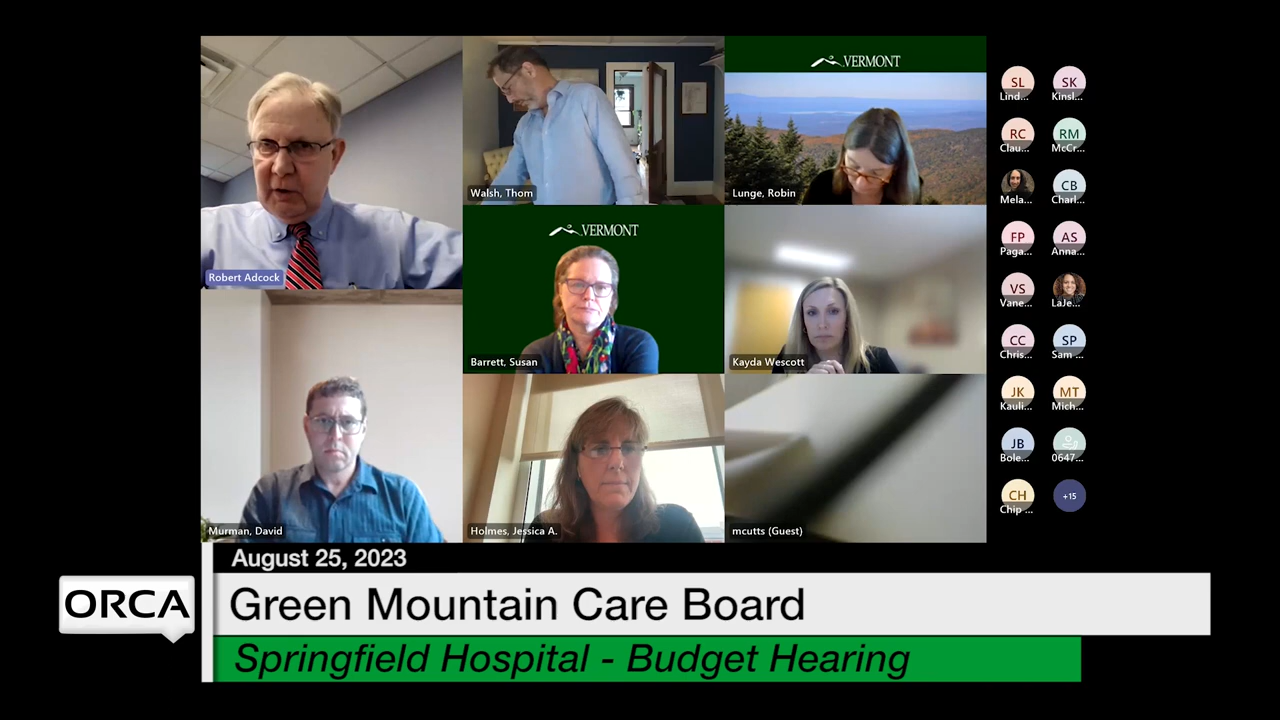 VERMONT
SL
SK
Lind...
Kinsl...
Walsh, Thom
Lunge, Robin
RC
RM
Clau...
McCr...
CB
Mela...
Charl...
VERMONT
FP
AS
Paga...
Anna...
Robert Adcock
VS
Vane...
LaJe...
CC
SP
Chris...
Sam ...
Barrett, Susan
Kayda Wescott
JK
MT
Kauli...
Mich...
JB
Bole...
0647...
CH
+15
Chip ...
Murman, David
Holmes, Jessica A.
mcutts (Guest)
August 25, 2023
ORCA
Green Mountain Care Board
Springfield Hospital - Budget Hearing